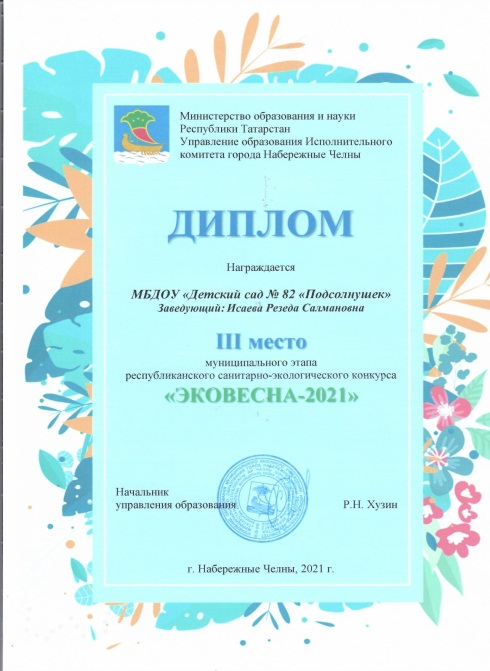 Министерство образования и науки
Республики Татарстан
Управление образования Исполнительного
комитета города Набережные Челны
ДИПЛОМ
Награждается
МБДОУ «Детский сад № 82 «Подсолнушек»
Заведующий: Исаева Резеда Салмановна
III место
муниципального этапа
республиканского санитарно-экологического конкурса
«ЭКОВЕСНА-2021»
Начальник
управления образования Р.Н. Хузин
г. Набережные Челны, 2021 г.